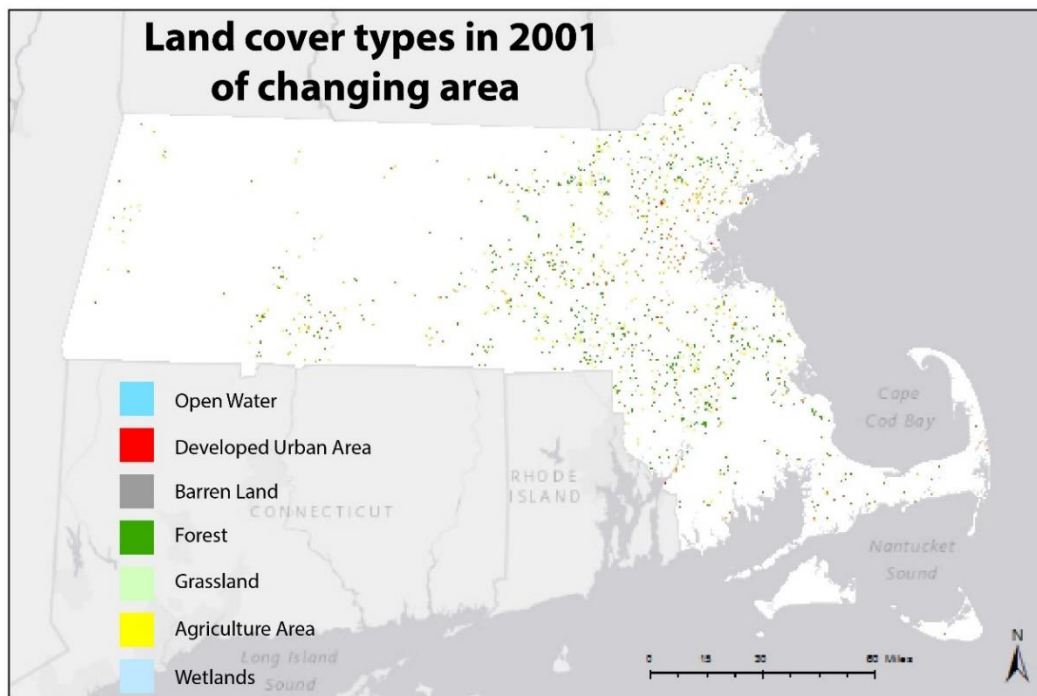 Land cover types in 2001
of changing area
Open Water
Developed Urban Area
Barren Land
Forest
Grassland
Agriculture Area
Wetlands
CONNECTICUT
RHODE
ISLAND
Long Island
Sound
Cape
Cod Bay
Nantucket
Sound
N
0 15 30 60 Miles